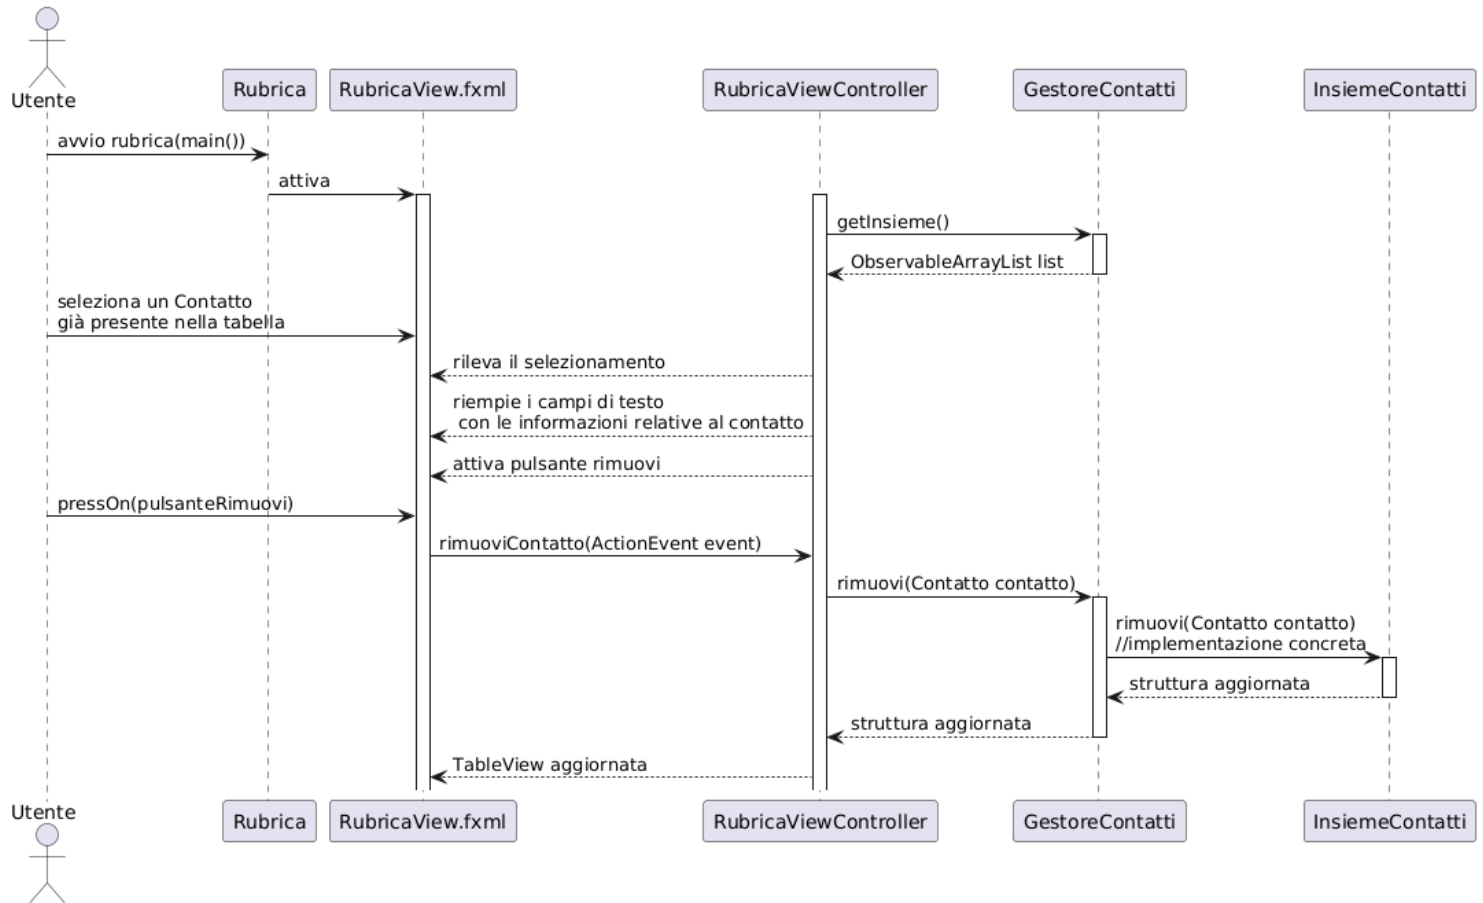 Utente
Rubrica
RubricaView.fxml
RubricaViewController
GestoreContatti
InsiemeContatti
avvio rubrica(main())
attiva
getInsieme()
ObservableArrayList list
seleziona un Contatto
già presente nella tabella
rileva il selezionamento
riempie i campi di testo
con le informazioni relative al contatto
attiva pulsante rimuovi
pressOn(pulsanteRimuovi)
rimuoviContatto(ActionEvent event)
rimuovi(Contatto contatto)
rimuovi(Contatto contatto)
//implementazione concreta
struttura aggiornata
struttura aggiornata
TableView aggiornata
Utente
Rubrica
RubricaView.fxml
RubricaViewController
GestoreContatti
InsiemeContatti